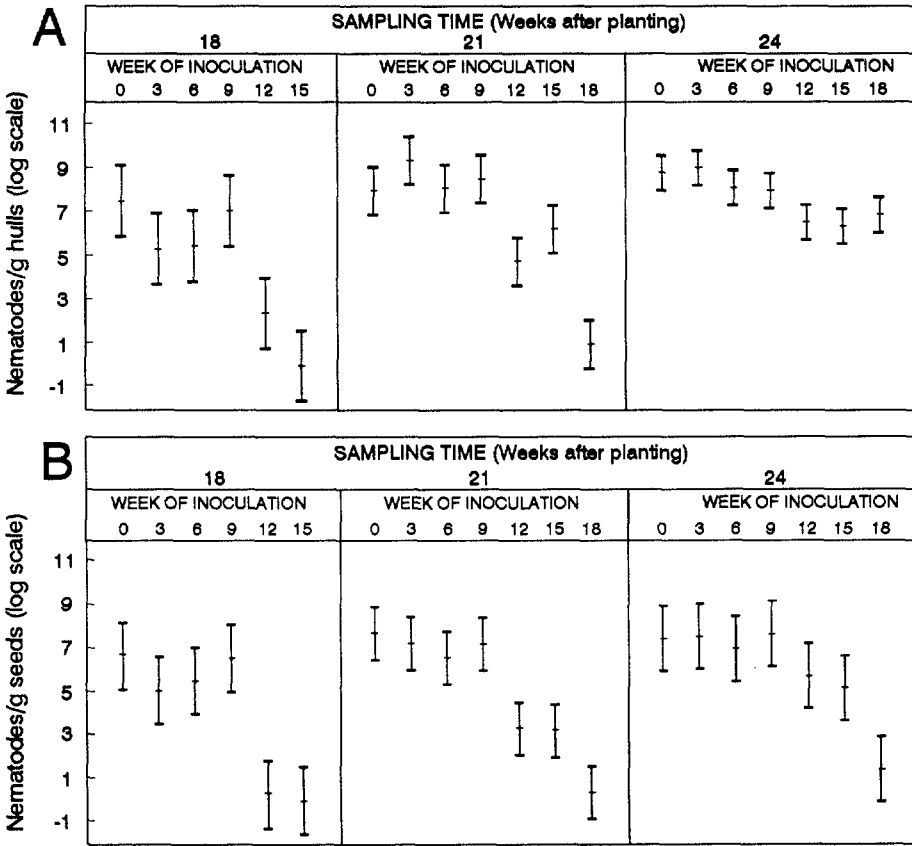 A
SAMPLING TIME (Weeks after planting)
18 21 24
WEEK OF INOCULATION WEEK OF INOCULATION WEEK OF INOCULATION
0 3 6 9 12 15 0 3 6 9 12 15 18 0 3 6 9 12 15 18
Nematodes/g hulls (log scale)
11
9
7
5
3
1
-1
B
SAMPLING TIME (Weeks after planting)
18 21 24
WEEK OF INOCULATION WEEK OF INOCULATION WEEK OF INOCULATION
0 3 6 9 12 15 0 3 6 9 12 15 18 0 3 6 9 12 15 18
Nematodes/g seeds (log scale)
11
9
7
5
3
1
-1